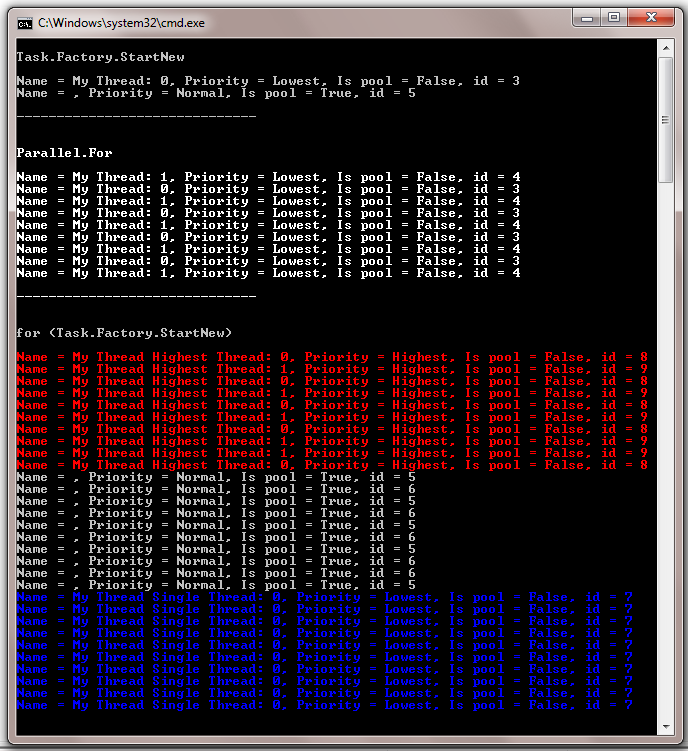 C:\Windows\system32\cmd.exe
Task.Factory.StartNew
Name = My Thread: 0, Priority = Lowest, Is pool = False, id = 3
Name = , Priority = Normal, Is pool = True, id = 5
------------------------------
Parallel.For
Name = My Thread: 1, Priority = Lowest, Is pool = False, id = 4
Name = My Thread: 0, Priority = Lowest, Is pool = False, id = 3
Name = My Thread: 1, Priority = Lowest, Is pool = False, id = 4
Name = My Thread: 0, Priority = Lowest, Is pool = False, id = 3
Name = My Thread: 1, Priority = Lowest, Is pool = False, id = 4
Name = My Thread: 0, Priority = Lowest, Is pool = False, id = 3
Name = My Thread: 1, Priority = Lowest, Is pool = False, id = 4
Name = My Thread: 0, Priority = Lowest, Is pool = False, id = 3
Name = My Thread: 1, Priority = Lowest, Is pool = False, id = 4
------------------------------
for (Task.Factory.StartNew)
Name = My Thread Highest Thread: 0, Priority = Highest, Is pool = False, id = 8
Name = My Thread Highest Thread: 1, Priority = Highest, Is pool = False, id = 9
Name = My Thread Highest Thread: 0, Priority = Highest, Is pool = False, id = 8
Name = My Thread Highest Thread: 1, Priority = Highest, Is pool = False, id = 9
Name = My Thread Highest Thread: 0, Priority = Highest, Is pool = False, id = 8
Name = My Thread Highest Thread: 1, Priority = Highest, Is pool = False, id = 9
Name = My Thread Highest Thread: 0, Priority = Highest, Is pool = False, id = 8
Name = My Thread Highest Thread: 1, Priority = Highest, Is pool = False, id = 9
Name = My Thread Highest Thread: 0, Priority = Highest, Is pool = False, id = 8
Name = , Priority = Normal, Is pool = True, id = 5
Name = , Priority = Normal, Is pool = True, id = 6
Name = , Priority = Normal, Is pool = True, id = 5
Name = , Priority = Normal, Is pool = True, id = 6
Name = , Priority = Normal, Is pool = True, id = 5
Name = , Priority = Normal, Is pool = True, id = 6
Name = , Priority = Normal, Is pool = True, id = 5
Name = , Priority = Normal, Is pool = True, id = 6
Name = , Priority = Normal, Is pool = True, id = 6
Name = , Priority = Normal, Is pool = True, id = 5
Name = My Thread Single Thread: 0, Priority = Lowest, Is pool = False, id = 7
Name = My Thread Single Thread: 0, Priority = Lowest, Is pool = False, id = 7
Name = My Thread Single Thread: 0, Priority = Lowest, Is pool = False, id = 7
Name = My Thread Single Thread: 0, Priority = Lowest, Is pool = False, id = 7
Name = My Thread Single Thread: 0, Priority = Lowest, Is pool = False, id = 7
Name = My Thread Single Thread: 0, Priority = Lowest, Is pool = False, id = 7
Name = My Thread Single Thread: 0, Priority = Lowest, Is pool = False, id = 7
Name = My Thread Single Thread: 0, Priority = Lowest, Is pool = False, id = 7
Name = My Thread Single Thread: 0, Priority = Lowest, Is pool = False, id = 7
Name = My Thread Single Thread: 0, Priority = Lowest, Is pool = False, id = 7